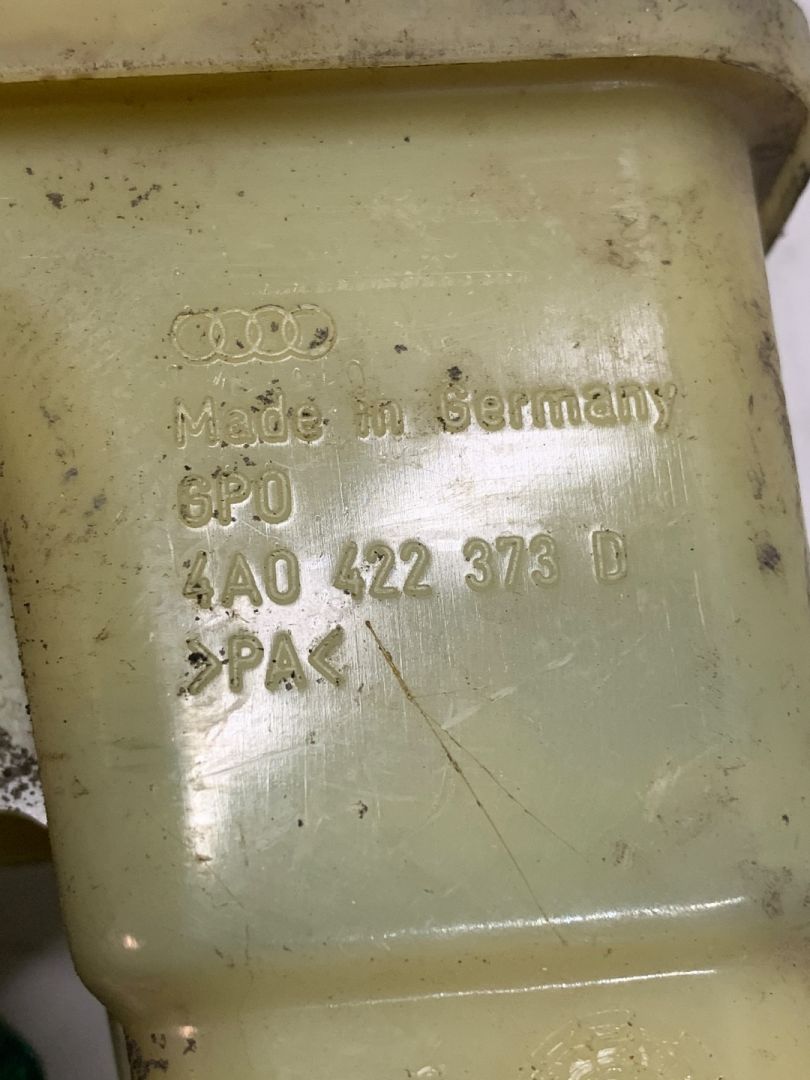 Made in Germany
GPO
4A0 422 373 D
>PA<